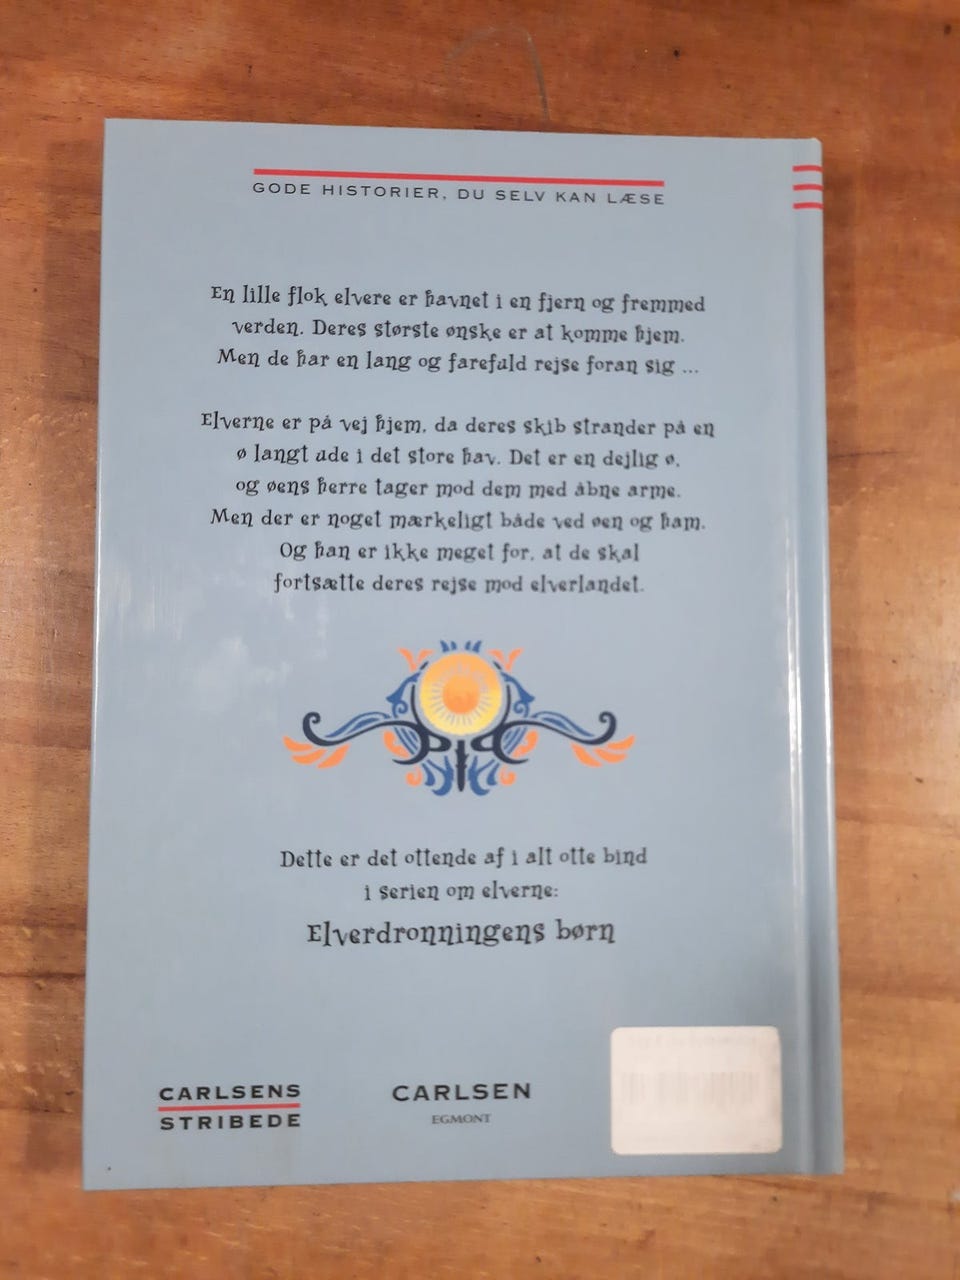 GODE HISTORIER, DU SELV KAN LÆSE
En lille flok elvere er havnet i en fjern og fremmed
verden. Deres største ønske er at komme hjem.
Men de har en lang og farefuld rejse foran sig ...
Elverne er på vej hjem, da deres skib strander på en
ø langt ude i det store hav. Det er en dejlig ø,
og øens herre tager mod dem med åbne arme.
Men der er noget mærkeligt både ved øen og ham.
Og han er ikke meget for, at de skal
fortsætte deres rejse mod elverlandet.
Dette er det ottende af i alt otte bind
i serien om elverne:
Elverdronningens børn
CARLSENS
STRIBEDE
CARLSEN
EGMONT